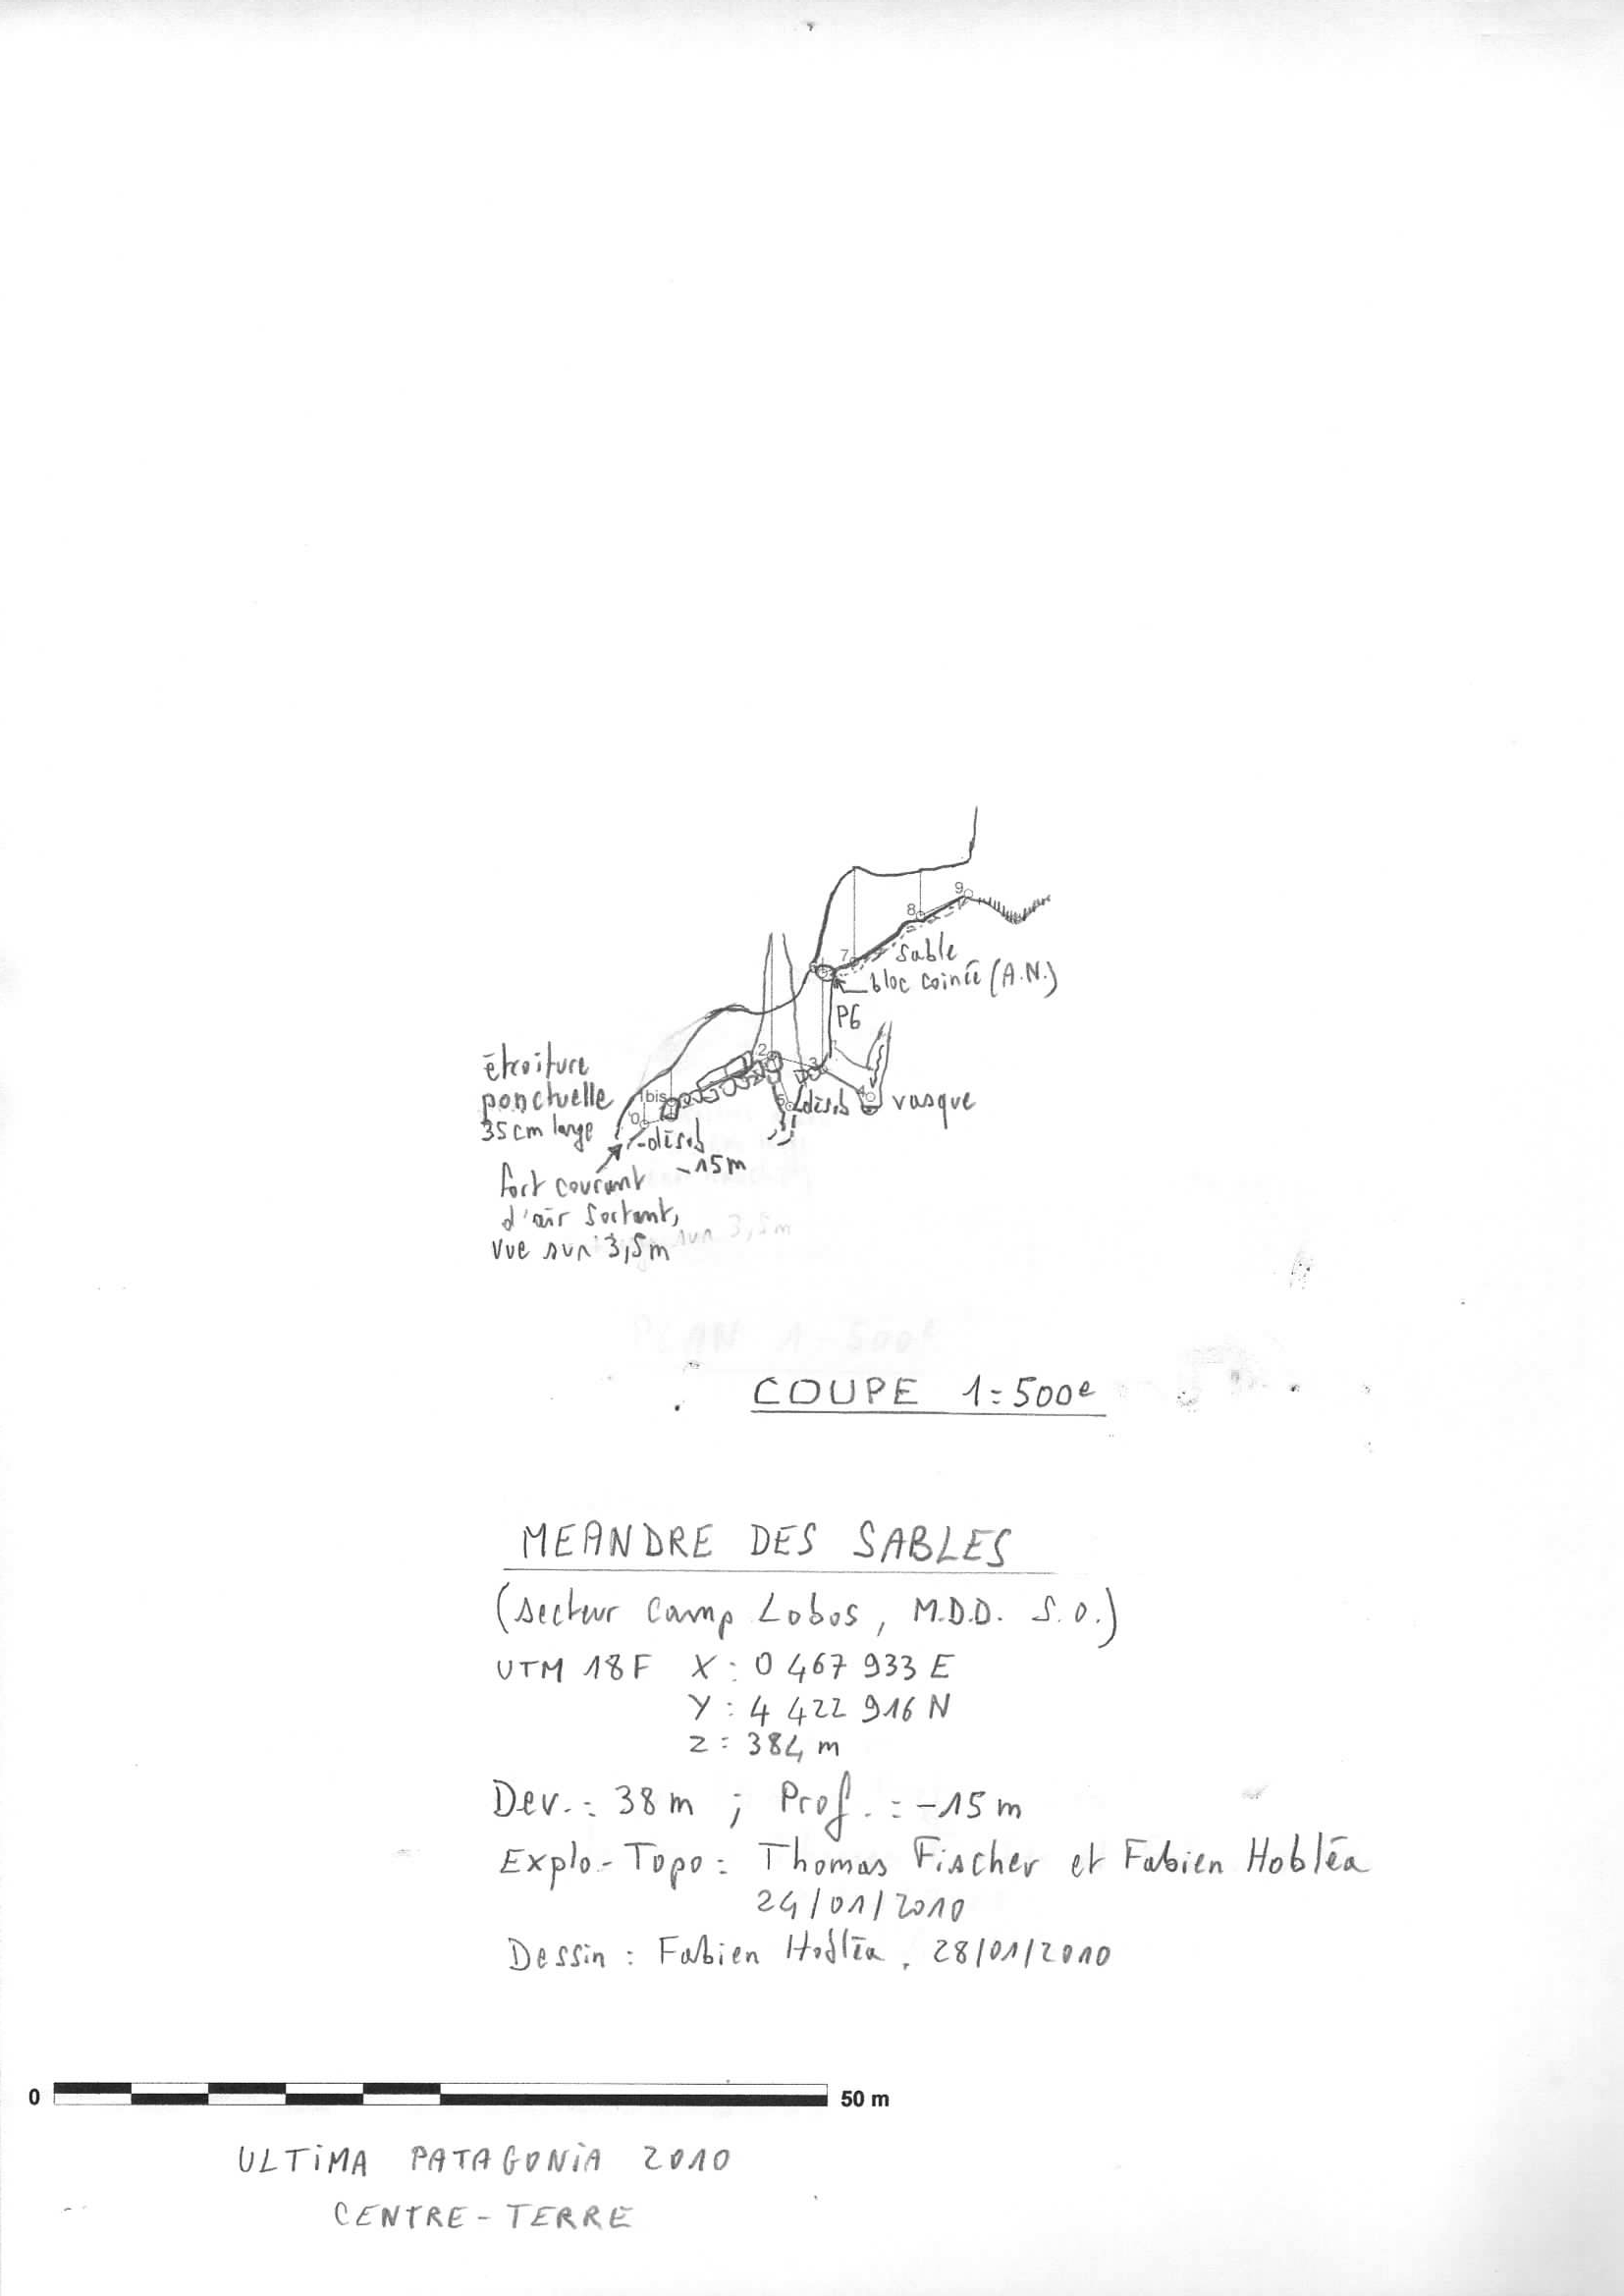 9
8
7
sable
bloc coincé (A.N.)
P6
2
3
étroiture
ponctuelle
35 cm large
1bis
0
5
désob
4
vasque
désob
-15m
fort courant
d'air sortant,
vue sur 3,5m
PLAN 1=500e
COUPE 1=500e
MEANDRE DES SABLES
(secteur Camp Lobos, M.D.D. S.O.)
UTM 18F X: 0 467 933 E
Y: 4 422 916 N
Z: 384 m
Dev.: 38 m ; Prof.: -15 m
Explo-Topo: Thomas Fischer et Fabien Hobléa
24/01/2010
Dessin : Fabien Hobléa, 28/01/2010
0 50 m
ULTIMA PATAGONIA 2010
CENTRE-TERRE